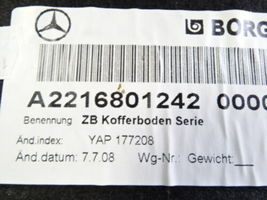 BORG
A2216801242 0000
Benennung ZB Kofferboden Serie
Änd.index: YAP 177208
Änd.datum: 7.7.08 Wg-Nr.: Gewicht:__